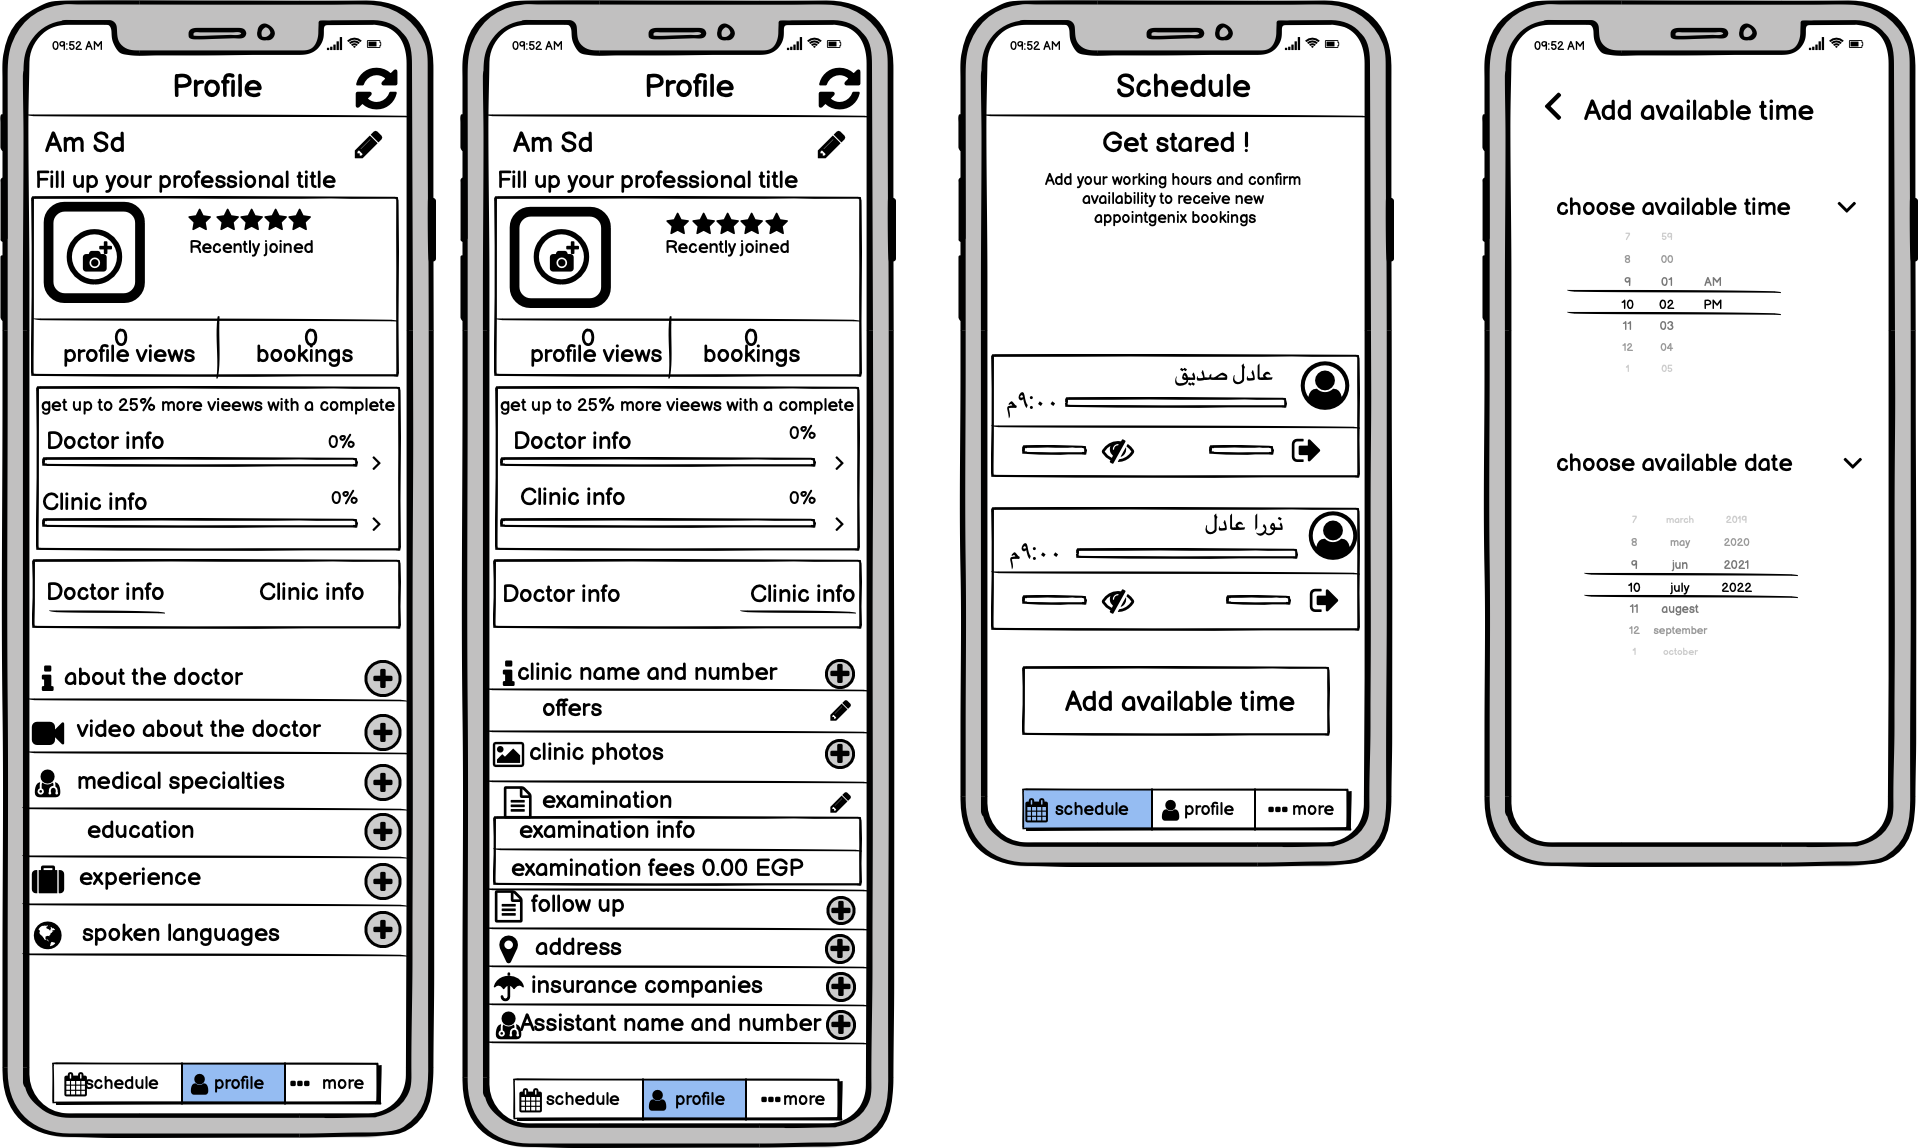 09:52 AM
Profile
Am Sd
Fill up your professional title
Recently joined
0
profile views
0
bookings
get up to 25% more vieews with a complete
Doctor info
0%
Clinic info
0%
Doctor info
Clinic info
about the doctor
video about the doctor
medical specialties
education
experience
spoken languages
schedule
profile
more
09:52 AM
Profile
Am Sd
Fill up your professional title
Recently joined
0
profile views
0
bookings
get up to 25% more vieews with a complete
Doctor info
0%
Clinic info
0%
Doctor info
Clinic info
clinic name and number
offers
clinic photos
examination
examination info
examination fees 0.00 EGP
follow up
address
insurance companies
Assistant name and number
schedule
profile
more
09:52 AM
Schedule
Get stared !
Add your working hours and confirm
availability to receive new
appointgenix bookings
عادل صديق
٩:٠٠م
نورا عادل
٩:٠٠م
Add available time
schedule
profile
more
09:52 AM
Add available time
choose available time
7 59
8 00
9 01 AM
10 02 PM
11 03
12 04
1 05
choose available date
7 march 2019
8 may 2020
9 jun 2021
10 july 2022
11 augest
12 september
1 october